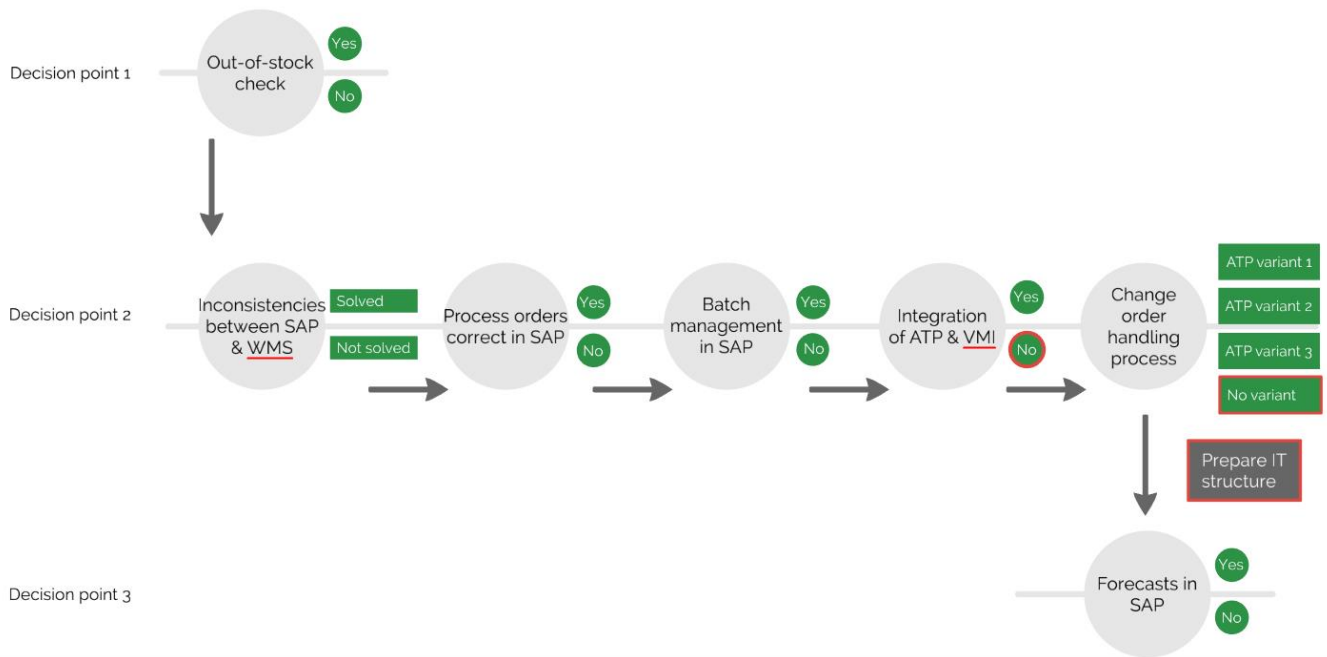 Decision point 1
Out-of-stock
check
Yes
No
Decision point 2
Inconsistencies
between SAP
& WMS
Solved
Not solved
Process orders
correct in SAP
Yes
No
Batch
management
in SAP
Yes
No
Integration
of ATP & VMI
Yes
No
Change
order
handling
process
ATP variant 1
ATP variant 2
ATP variant 3
No variant
Prepare IT
structure
Decision point 3
Forecasts in
SAP
Yes
No